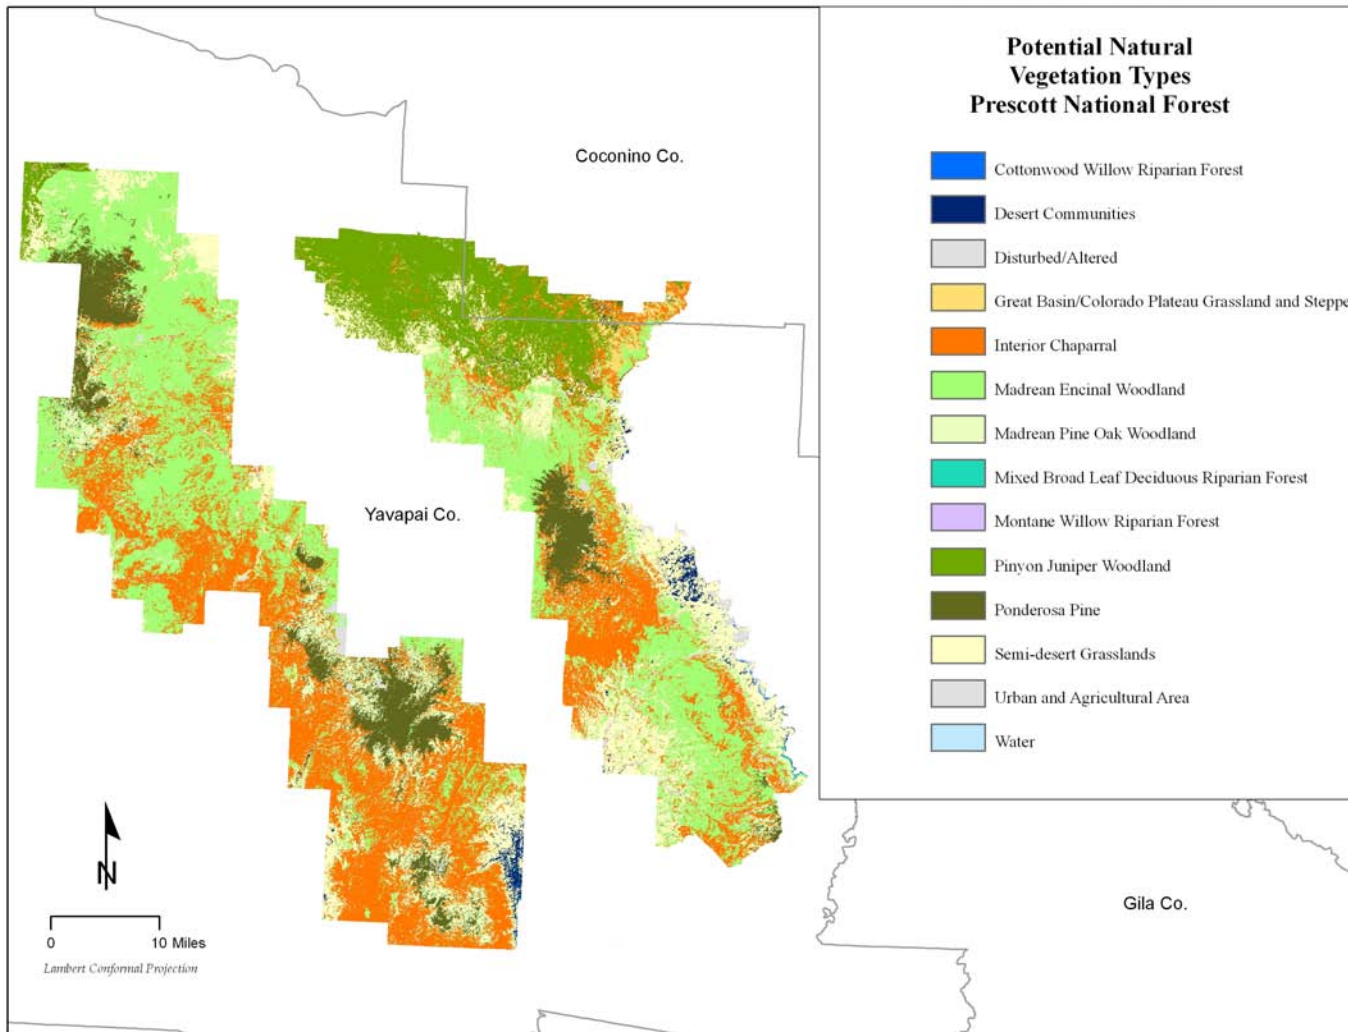 Potential Natural
Vegetation Types
Prescott National Forest
Coconino Co.
Cottonwood Willow Riparian Forest
Desert Communities
Disturbed/Altered
Great Basin/Colorado Plateau Grassland and Steppe
Interior Chaparral
Madrean Encinal Woodland
Madrean Pine Oak Woodland
Mixed Broad Leaf Deciduous Riparian Forest
Yavapai Co.
Montane Willow Riparian Forest
Pinyon Juniper Woodland
Ponderosa Pine
Semi-desert Grasslands
Urban and Agricultural Area
Water
N
Gila Co.
0 10 Miles
Lambert Conformal Projection